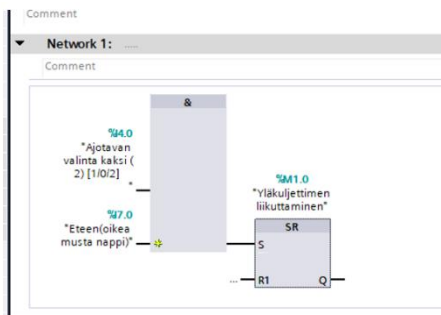 Comment
Network 1: .....
Comment
&
%I4.0
"Ajotavan
valinta kaksi (
2) [1/0/2]
"
%I7.0
"Eteen(oikea
musta nappi)"
%M1.0
"Yläkuljettimen
liikuttaminen"
SR
S
... R1 Q